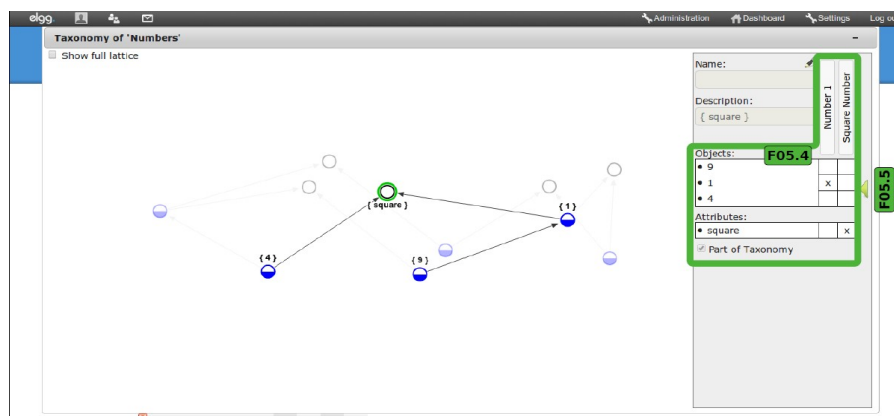 elgg
Administration
Dashboard
Settings
Log ou
Taxonomy of 'Numbers'
–
Show full lattice
{ square }
{ 1 }
{ 4 }
{ 9 }
Name:
Description:
{ square }
Number 1
Square Number
F05.4
F05.5
Objects:
• 9
• 1 x
• 4
Attributes:
• square x
Part of Taxonomy